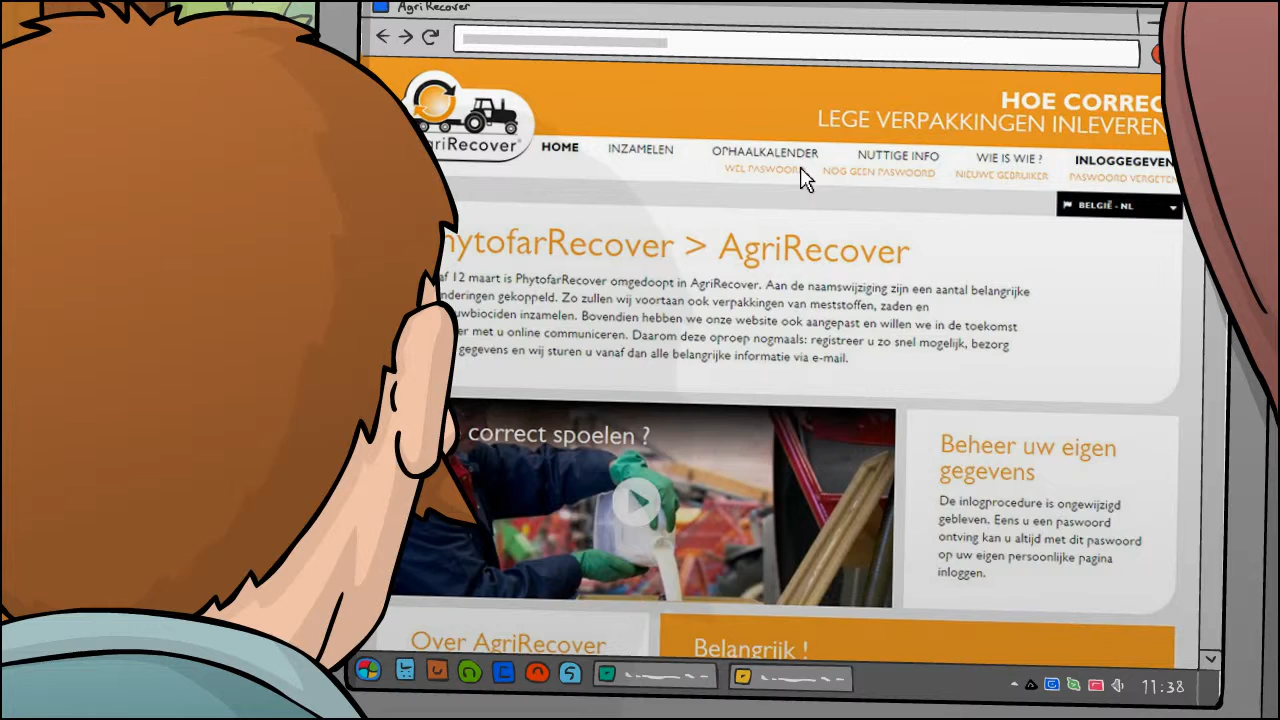 AgriRecover
HOE CORREC
LEGE VERPAKKINGEN INLEVEREN
griRecover
HOME INZAMELEN OPHAALKALENDER NUTTIGE INFO WIE IS WIE ? INLOGGEGEVEN
WEL PASWOORD NOG GEEN PASWOORD NIEUWE GEBRUIKER PASWOORD VERGETEN
BELGIË - NL
hytofarRecover > AgriRecover
af 12 maart is PhytofarRecover omgedoopt in AgriRecover. Aan de naamswijziging zijn een aantal belangrijke
nderingen gekoppeld. Zo zullen wij voortaan ook verpakkingen van meststoffen, zaden en
uwbiociden inzamelen. Bovendien hebben we onze website ook aangepast en willen we in de toekomst
er met u online communiceren. Daarom deze oproep nogmaals: registreer u zo snel mogelijk, bezorg
gegevens en wij sturen u vanaf dan alle belangrijke informatie via e-mail.
correct spoelen ?
Beheer uw eigen
gegevens
De inlogprocedure is ongewijzigd
gebleven. Eens u een paswoord
ontving kan u altijd met dit paswoord
op uw eigen persoonlijke pagina
inloggen.
Over AgriRecover
Belangrijk !
11:38